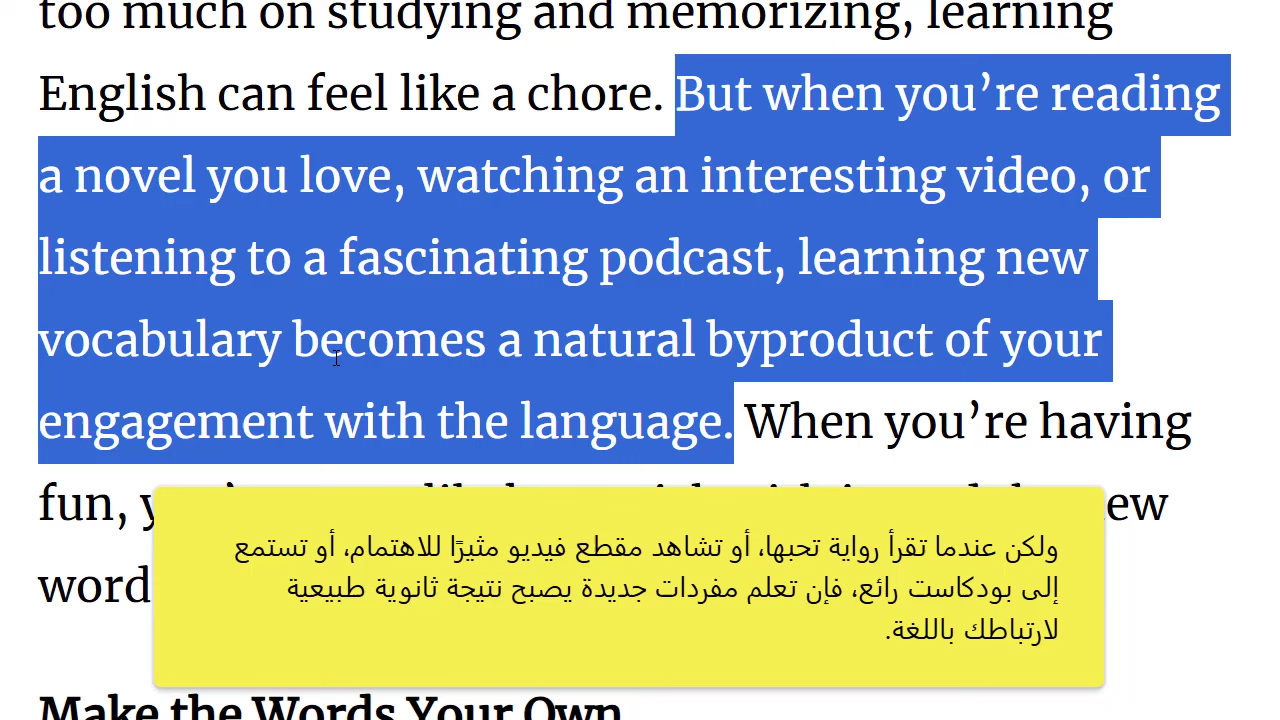 too much on studying and memorizing, learning
English can feel like a chore. But when you’re reading
a novel you love, watching an interesting video, or
listening to a fascinating podcast, learning new
vocabulary becomes a natural byproduct of your
engagement with the language. When you’re having
fun,
ولكن عندما تقرأ رواية تحبها، أو تشاهد مقطع فيديو مثيرًا للاهتمام، أو تستمع
إلى بودكاست رائع، فإن تعلم مفردات جديدة يصبح نتيجة ثانوية طبيعية
لارتباطك باللغة.
Make the Words Your Own